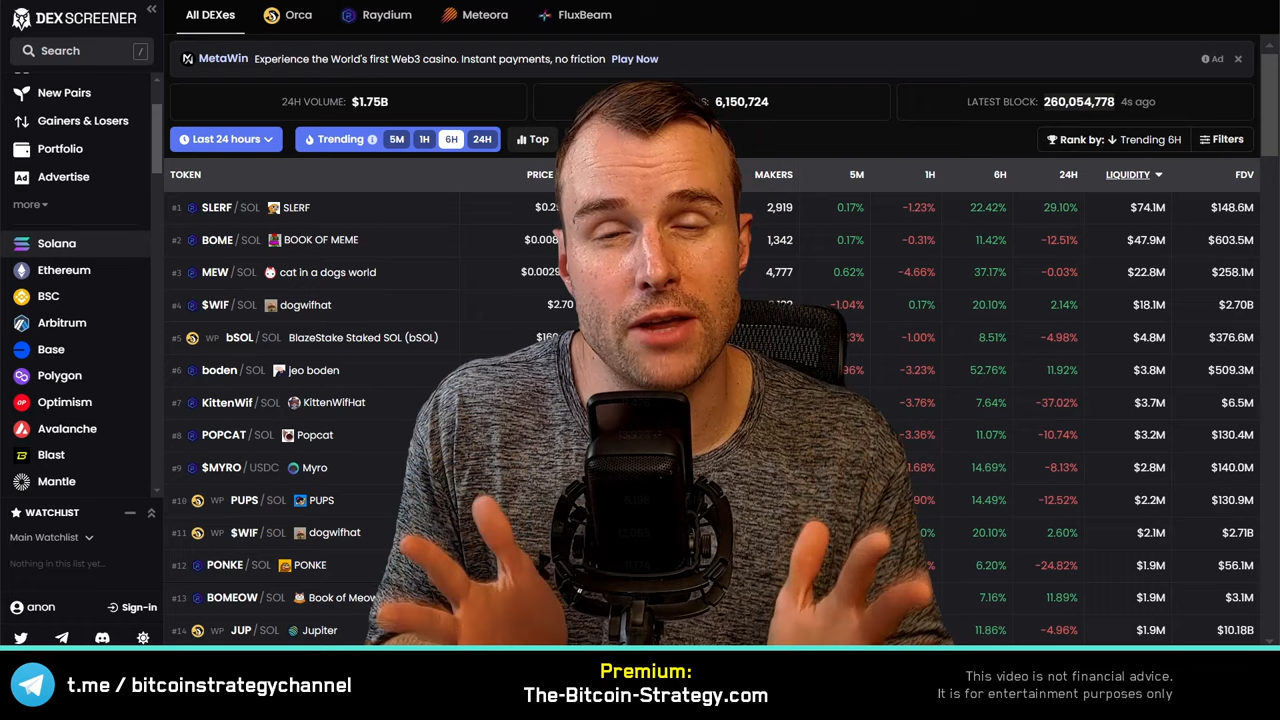 DEX SCREENER
Search /
New Pairs
Gainers & Losers
Portfolio
Ad Advertise
more
Solana
Ethereum
BSC
Arbitrum
Base
Polygon
OP Optimism
Avalanche
Blast
Mantle
WATCHLIST
Main Watchlist
Nothing in this list yet...
anon Sign-in
All DEXes Orca Raydium Meteora FluxBeam
MetaWin Experience the World's first Web3 casino. Instant payments, no friction Play Now Ad
24H VOLUME: $1.75B
6,150,724
LATEST BLOCK: 260,054,778 4s ago
Last 24 hours Trending 5M 1H 6H 24H Top Rank by: Trending 6H Filters
TOKEN PRICE MAKERS 5M 1H 6H 24H LIQUIDITY FDV
#1 SLERF / SOL SLERF 2,919 0.17% -1.23% 22.42% 29.10% $74.1M $148.6M
#2 BOME / SOL BOOK OF MEME 1,342 0.17% -0.31% 11.42% -12.51% $47.9M $603.5M
#3 MEW / SOL cat in a dogs world 4,777 0.62% -4.66% 37.17% -0.03% $22.8M $258.1M
#4 $WIF / SOL dogwifhat $2.70 -1.04% 0.17% 20.10% 2.14% $18.1M $2.70B
#5 WP bSOL / SOL BlazeStake Staked SOL (bSOL) -1.00% 8.51% -4.98% $4.8M $376.6M
#6 boden / SOL jeo boden -3.23% 52.76% 11.92% $3.8M $509.3M
#7 KittenWif / SOL KittenWifHat -3.76% 7.64% -37.02% $3.7M $6.5M
#8 POPCAT / SOL Popcat -3.36% 11.07% -10.74% $3.2M $130.4M
#9 $MYRO / USDC Myro 14.69% -8.13% $2.8M $140.0M
#10 WP PUPS / SOL PUPS 14.49% -12.52% $2.2M $130.9M
#11 WP $WIF / SOL dogwifhat 20.10% 2.60% $2.1M $2.71B
#12 PONKE / SOL PONKE 6.20% -24.82% $1.9M $56.1M
#13 BOMEOW / SOL Book of Meow 7.16% 11.89% $1.9M $3.1M
#14 WP JUP / SOL Jupiter 11.86% -4.96% $1.9M $10.18B
t.me / bitcoinstrategychannel
Premium:
The-Bitcoin-Strategy.com
This video is not financial advice.
It is for entertainment purposes only